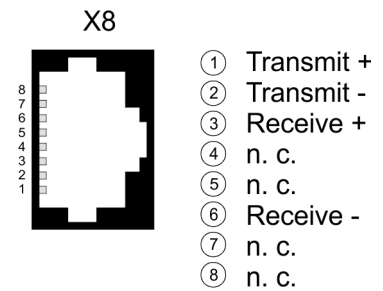 X8
8
7
6
5
4
3
2
1
1 Transmit +
2 Transmit -
3 Receive +
4 n. c.
5 n. c.
6 Receive -
7 n. c.
8 n. c.